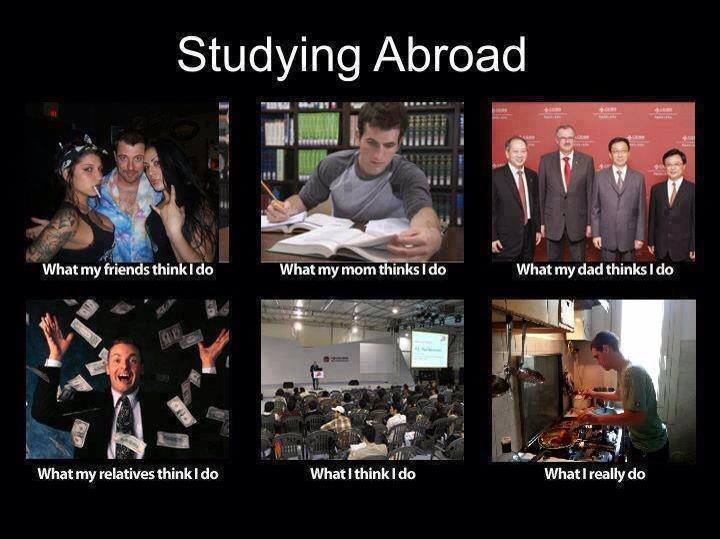 Studying Abroad
What my friends think I do
What my mom thinks I do
What my dad thinks I do
What my relatives think I do
What I think I do
What I really do